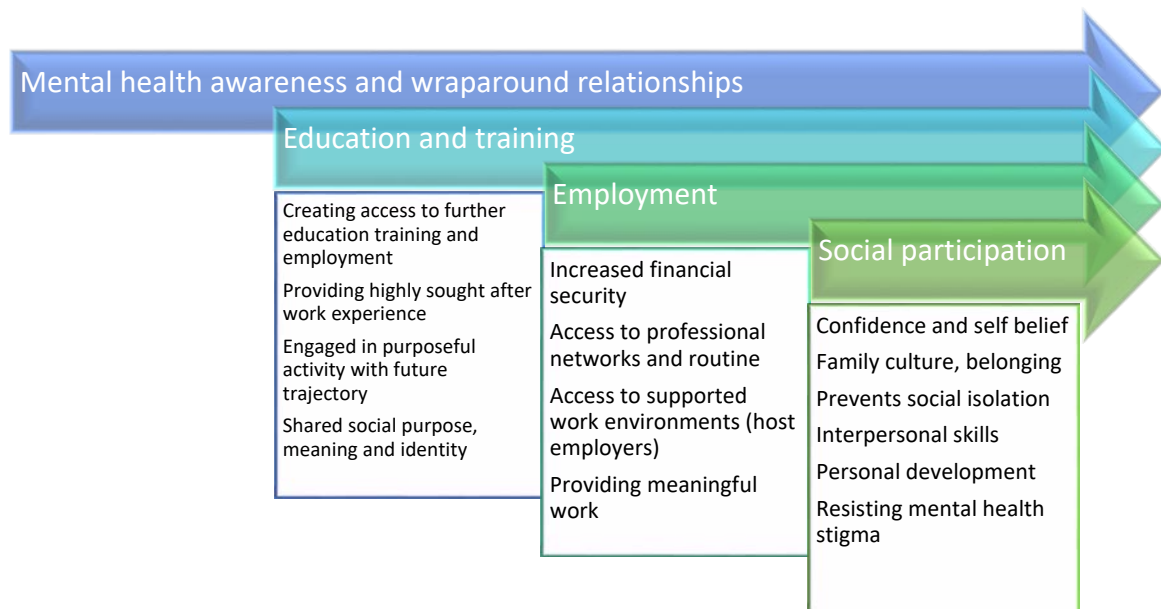 Mental health awareness and wraparound relationships
Education and training
Creating access to further
education training and
employment
Providing highly sought after
work experience
Engaged in purposeful
activity with future
trajectory
Shared social purpose,
meaning and identity
Employment
Increased financial
security
Access to professional
networks and routine
Access to supported
work environments (host
employers)
Providing meaningful
work
Social participation
Confidence and self belief
Family culture, belonging
Prevents social isolation
Interpersonal skills
Personal development
Resisting mental health
stigma